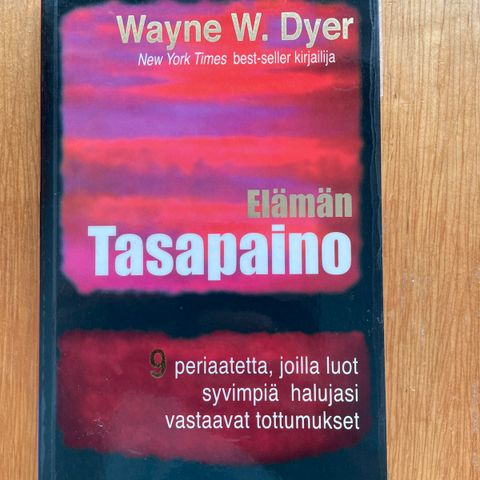 Wayne W. Dyer
New York Times best-seller kirjailija
Elämän
Tasapaino
9 periaatetta, joilla luot
syvimpiä halujasi
vastaavat tottumukset